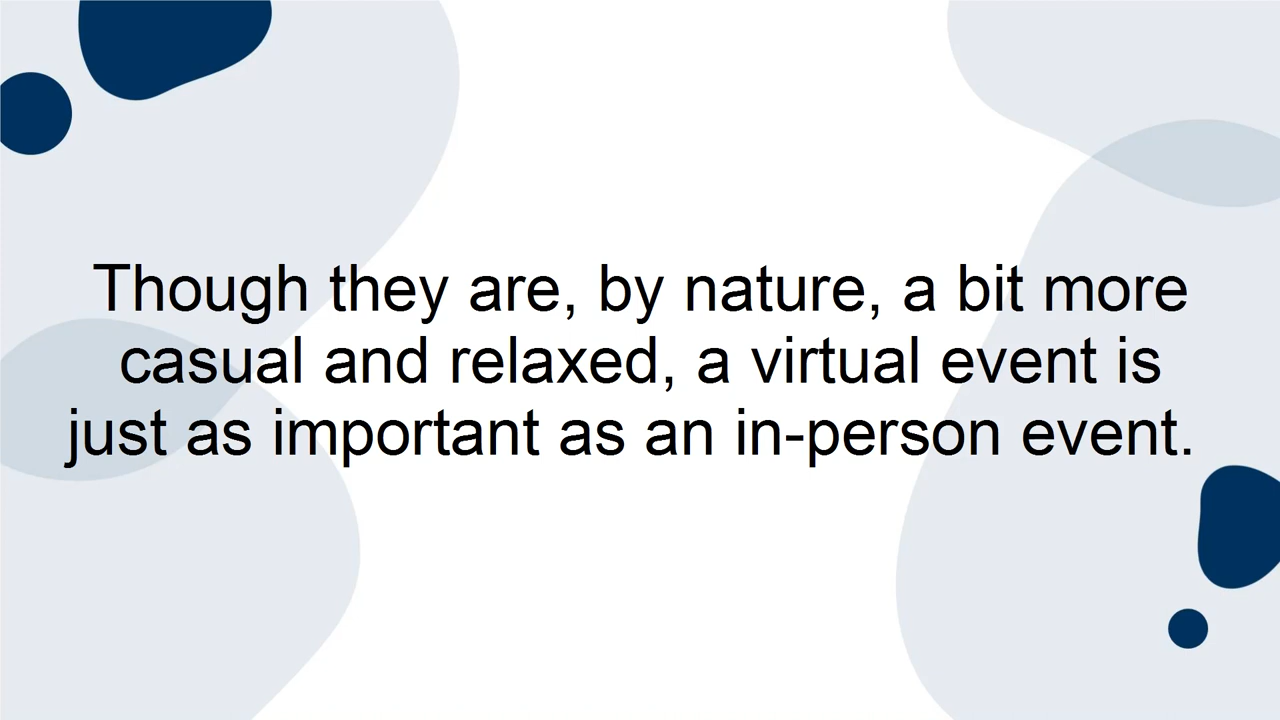 Though they are, by nature, a bit more
casual and relaxed, a virtual event is
just as important as an in-person event.